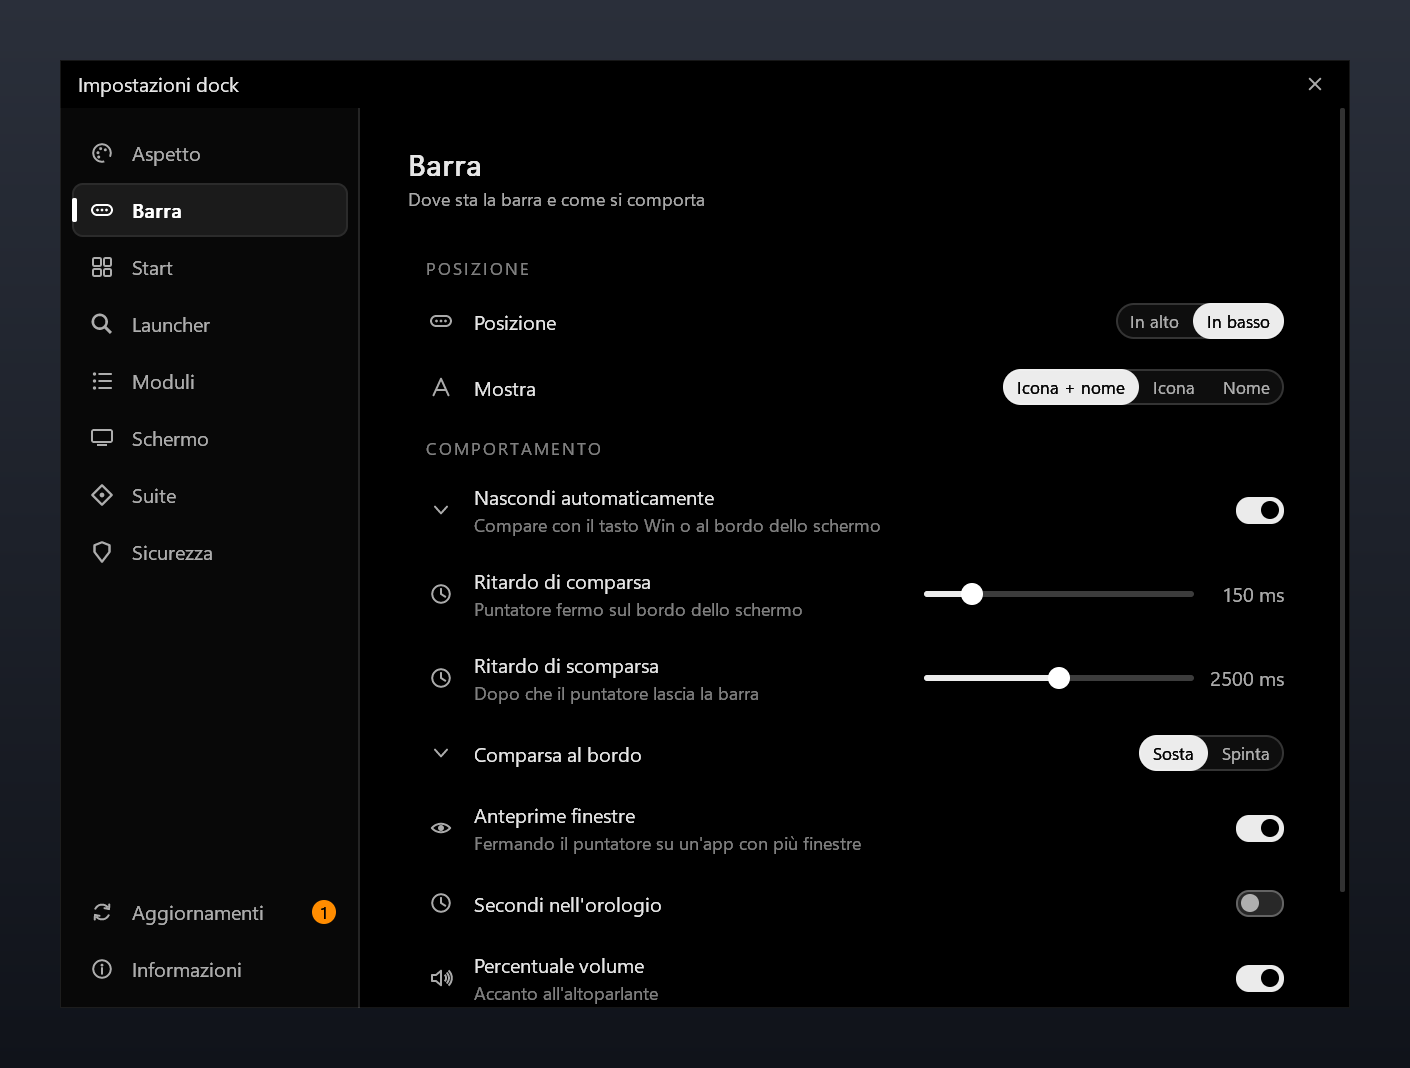 Impostazioni dock
Aspetto
Barra
Start
Launcher
Moduli
Schermo
Suite
Sicurezza
Aggiornamenti 1
Informazioni
Barra
Dove sta la barra e come si comporta
POSIZIONE
Posizione In alto In basso
Mostra Icona + nome Icona Nome
COMPORTAMENTO
Nascondi automaticamente
Compare con il tasto Win o al bordo dello schermo
Ritardo di comparsa
Puntatore fermo sul bordo dello schermo
150 ms
Ritardo di scomparsa
Dopo che il puntatore lascia la barra
2500 ms
Comparsa al bordo Sosta Spinta
Anteprime finestre
Fermando il puntatore su un'app con più finestre
Secondi nell'orologio
Percentuale volume
Accanto all'altoparlante